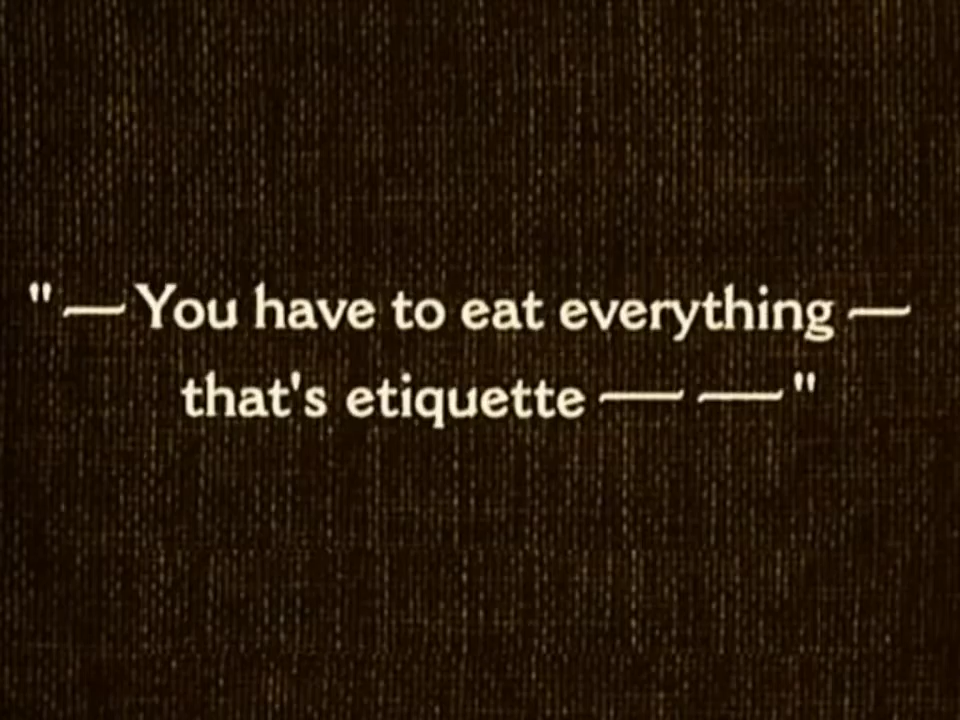 "— You have to eat everything —
that's etiquette — — "